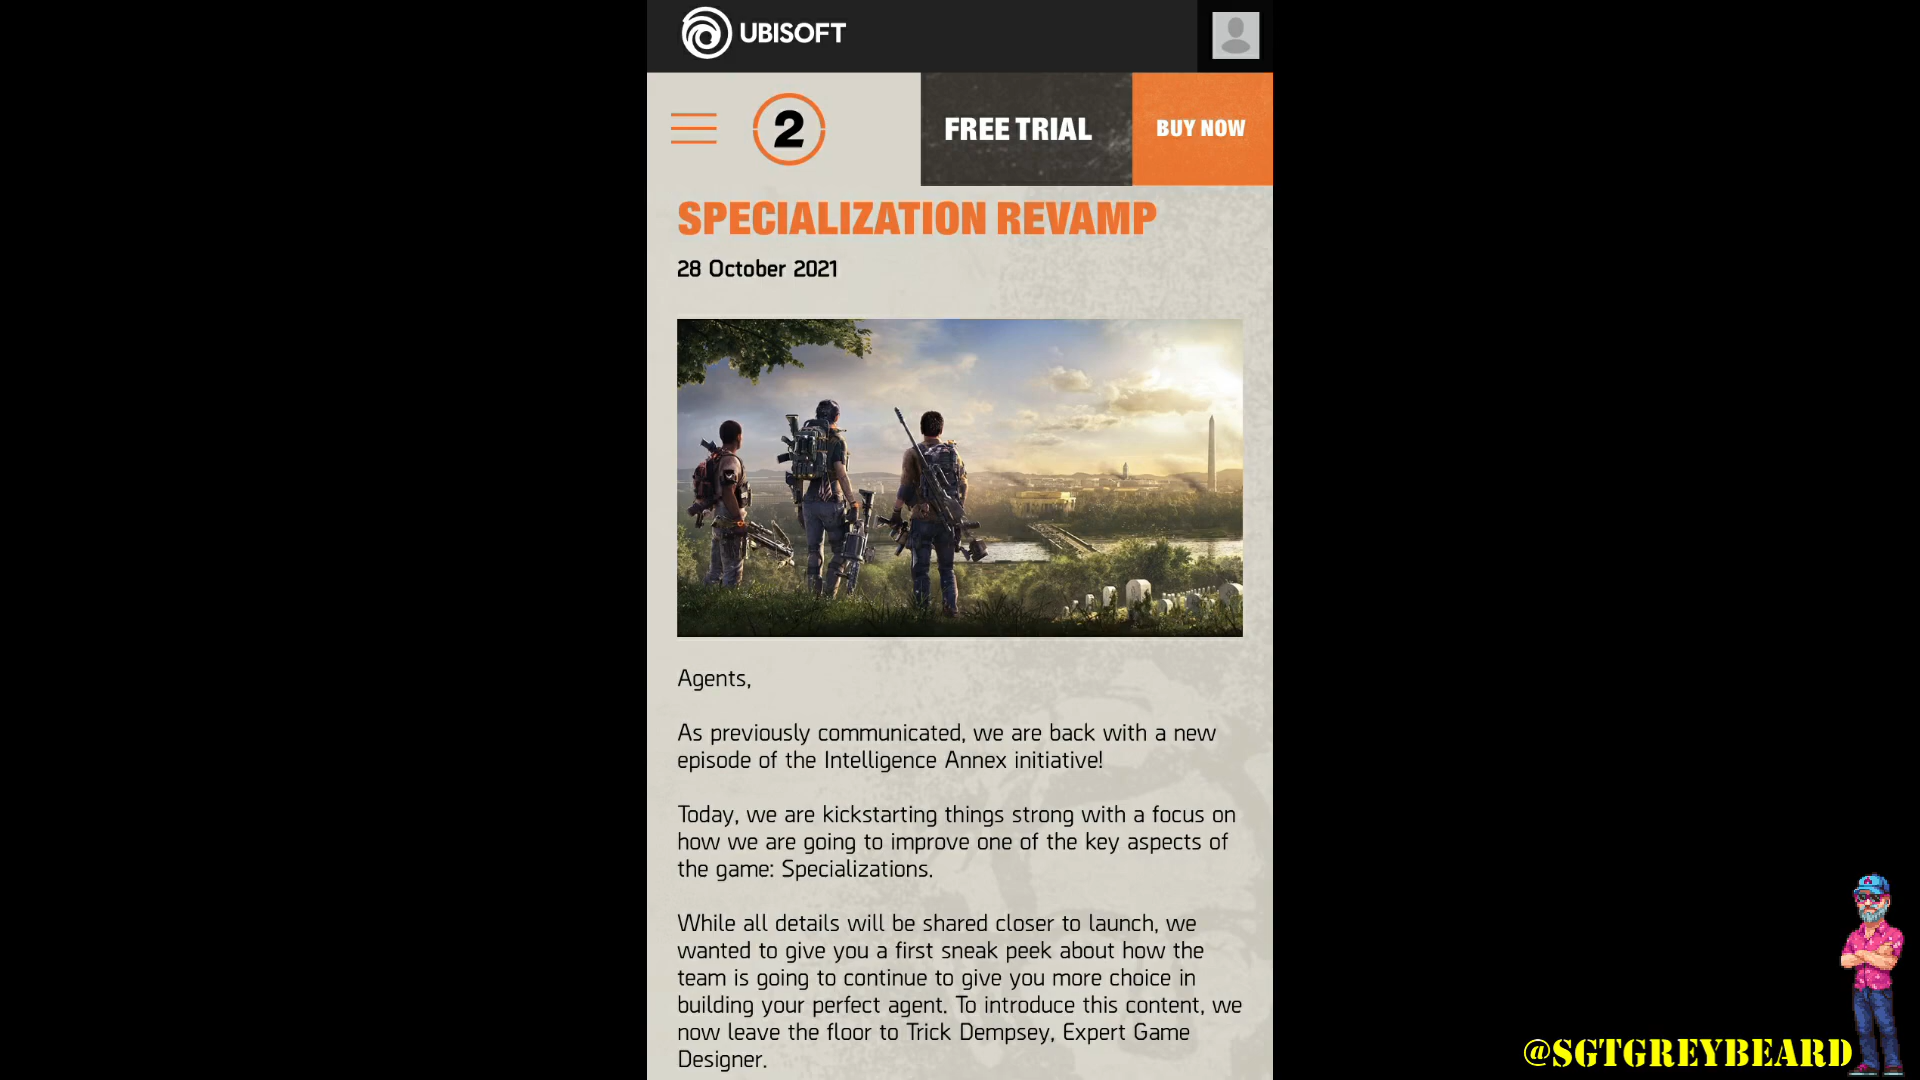 UBISOFT
2
FREE TRIAL
BUY NOW
SPECIALIZATION REVAMP
28 October 2021
Agents,
As previously communicated, we are back with a new
episode of the Intelligence Annex initiative!
Today, we are kickstarting things strong with a focus on
how we are going to improve one of the key aspects of
the game: Specializations.
While all details will be shared closer to launch, we
wanted to give you a first sneak peek about how the
team is going to continue to give you more choice in
building your perfect agent. To introduce this content, we
now leave the floor to Trick Dempsey, Expert Game
Designer.
@SGTGREYBEARD